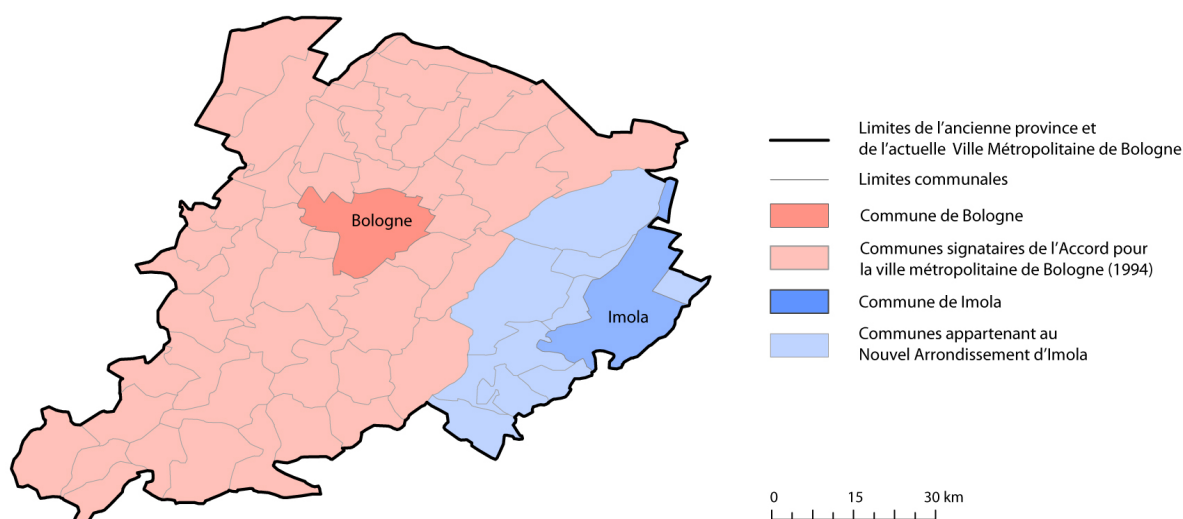 Bologne
Imola
Limites de l'ancienne province et
de l'actuelle Ville Métropolitaine de Bologne
Limites communales
Commune de Bologne
Communes signataires de l'Accord pour
la ville métropolitaine de Bologne (1994)
Commune de Imola
Communes appartenant au
Nouvel Arrondissement d'Imola
0 15 30 km